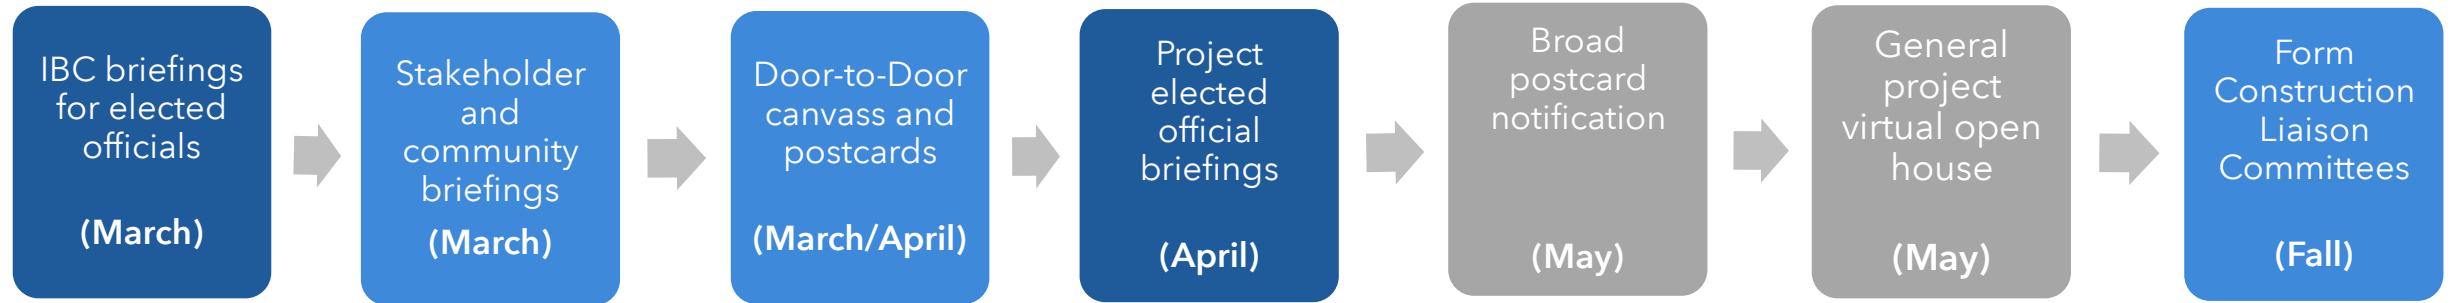 IBC briefings
for elected
officials
(March)
Stakeholder
and
community
briefings
(March)
Door-to-Door
canvass and
postcards
(March/April)
Project
elected
official
briefings
(April)
Broad
postcard
notification
(May)
General
project
virtual open
house
(May)
Form
Construction
Liaison
Committees
(Fall)